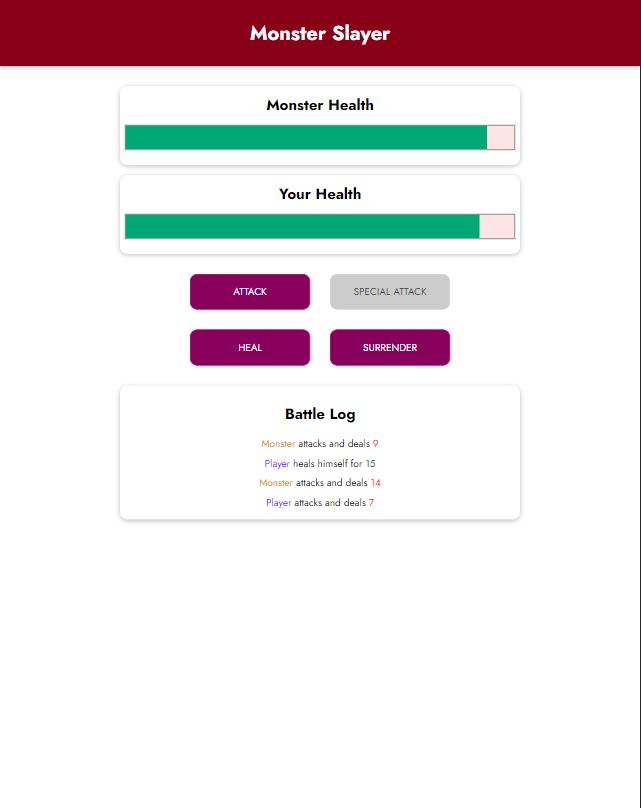 Monster Slayer
Monster Health
Your Health
ATTACK
SPECIAL ATTACK
HEAL
SURRENDER
Battle Log
Monster attacks and deals 9
Player heals himself for 15
Monster attacks and deals 14
Player attacks and deals 7